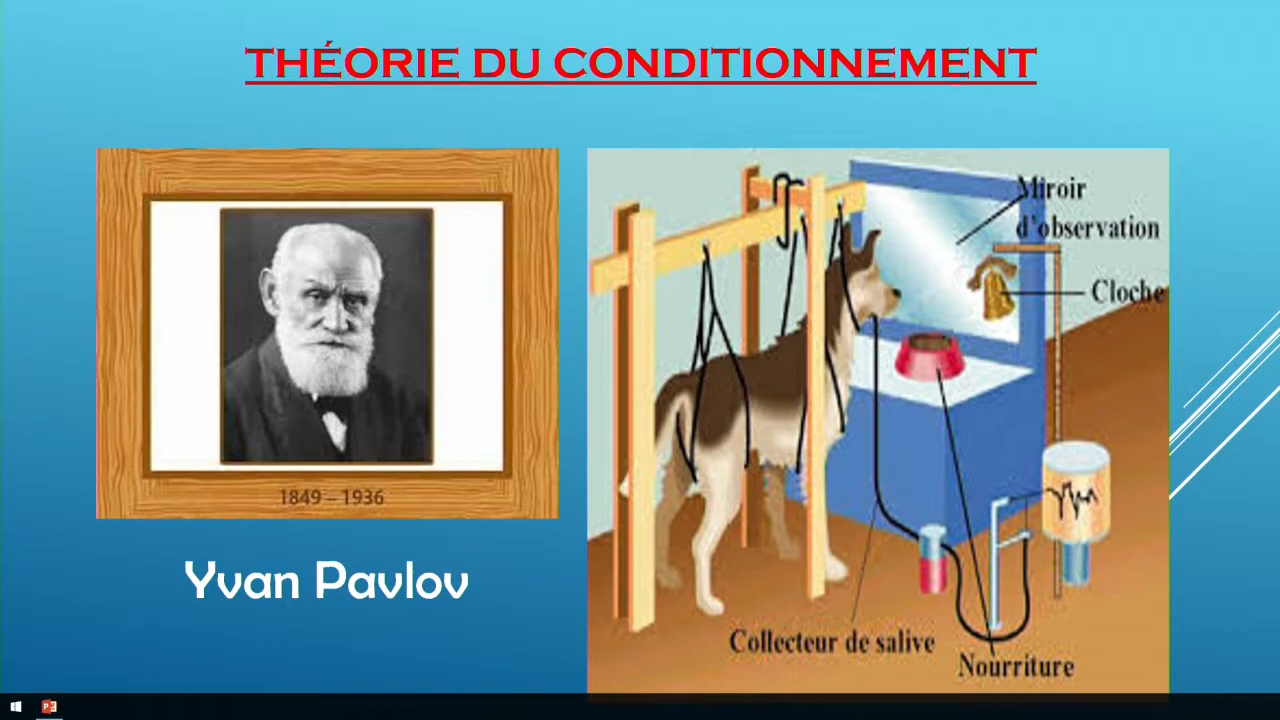 THÉORIE DU CONDITIONNEMENT
1849 – 1936
Yvan Pavlov
Miroir
d'observation
Cloche
Collecteur de salive
Nourriture